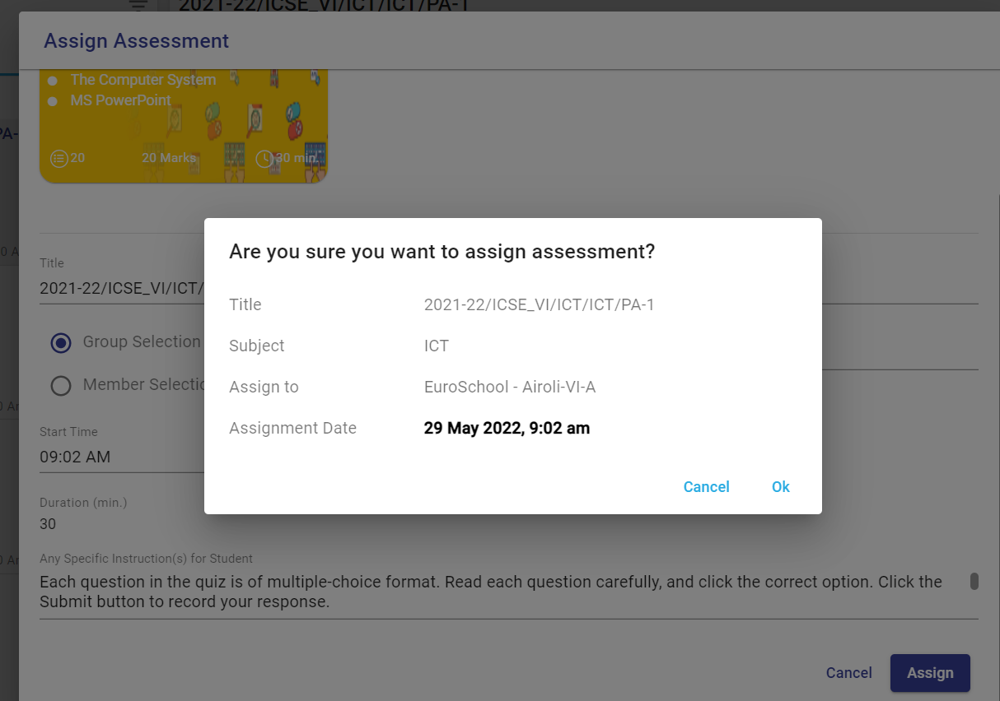 2021-22/ICSE_VI/ICT/ICT/PA-1
Assign Assessment
The Computer System
MS PowerPoint
PA-
20 20 Marks 30 min.
Are you sure you want to assign assessment?
Title
2021-22/ICSE_VI/ICT/
Title 2021-22/ICSE_VI/ICT/ICT/PA-1
Group Selection
Subject ICT
Member Selectio
Assign to EuroSchool - Airoli-VI-A
Start Time
Assignment Date 29 May 2022, 9:02 am
09:02 AM
Cancel Ok
Duration (min.)
30
Any Specific Instruction(s) for Student
Each question in the quiz is of multiple-choice format. Read each question carefully, and click the correct option. Click the
Submit button to record your response.
Cancel Assign